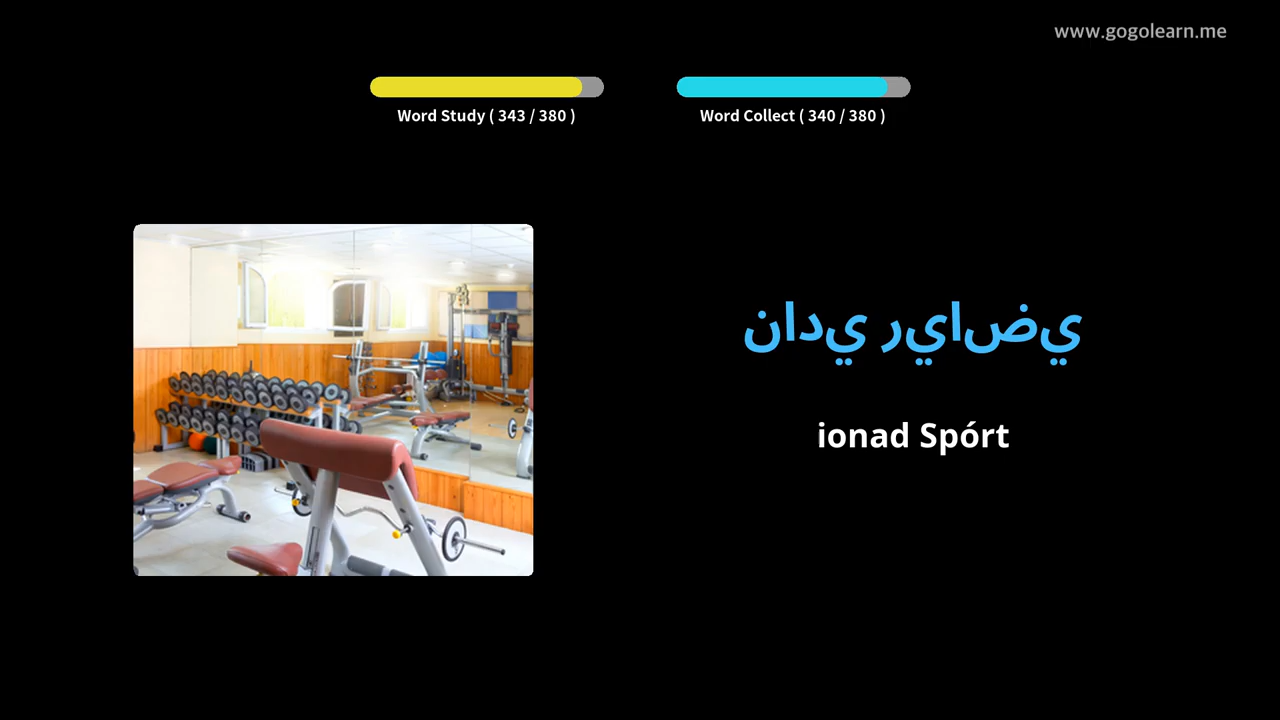 www.gogolearn.me
Word Study ( 343 / 380 )
Word Collect ( 340 / 380 )
نادي رياضي
ionad Spórt